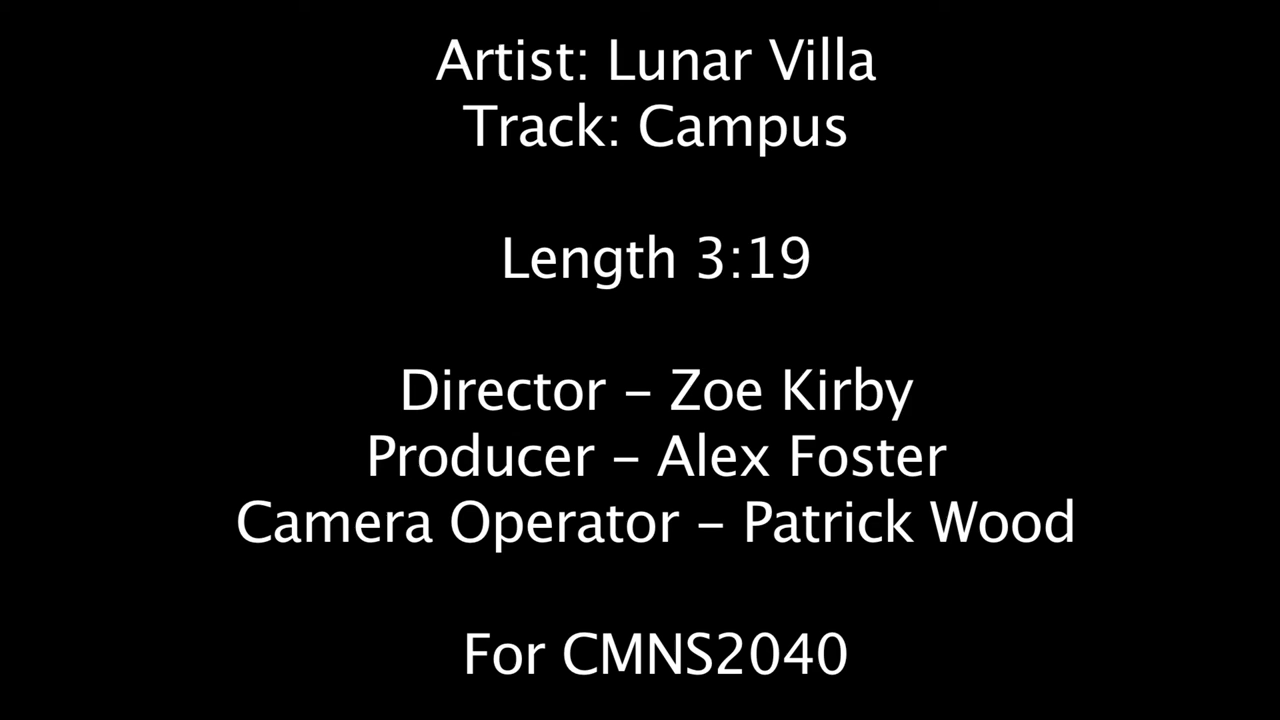 Artist: Lunar Villa
Track: Campus
Length 3:19
Director – Zoe Kirby
Producer – Alex Foster
Camera Operator – Patrick Wood
For CMNS2040